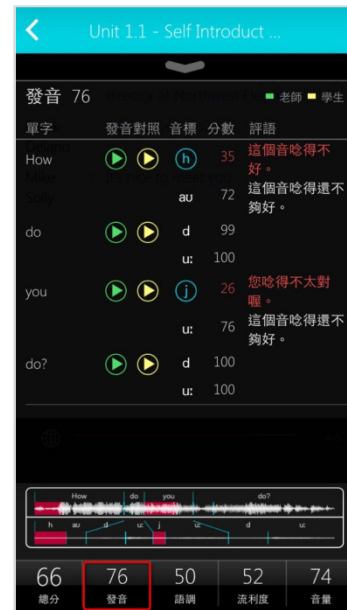 Unit 1.1 - Self Introduct ...
發音 76
老師 學生
單字 發音對照 音標 分數 評語
How h 35 這個音唸得不
好。
aʊ 72 這個音唸得還不
夠好。
do d 99
u: 100
you j 26 您唸得不太對
喔。
u: 76 這個音唸得還不
夠好。
do? d 100
u: 100
How do you do?
h aʊ d u: j u: d u:
66 76 50 52 74
總分 發音 語調 流利度 音量